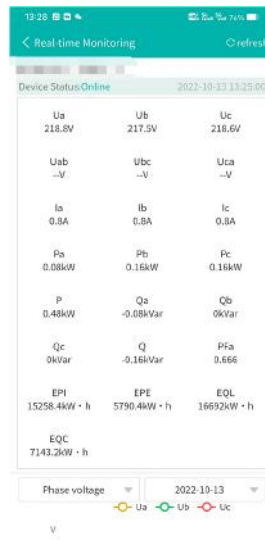 13:28 76%
Real-time Monitoring refresh
Device Status:Online 2022-10-13 13:25:00
Ua Ub Uc
218.8V 217.5V 218.6V
Uab Ubc Uca
--V --V --V
Ia Ib Ic
0.8A 0.8A 0.8A
Pa Pb Pc
0.08kW 0.16kW 0.16kW
P Qa Qb
0.48kW -0.08kVar 0kVar
Qc Q PFa
0kVar -0.16kVar 0.666
EPI EPE EQL
15258.4kW·h 5790.4kW·h 16692kW·h
EQC
7143.2kW·h
Phase voltage 2022-10-13
Ua Ub Uc
V